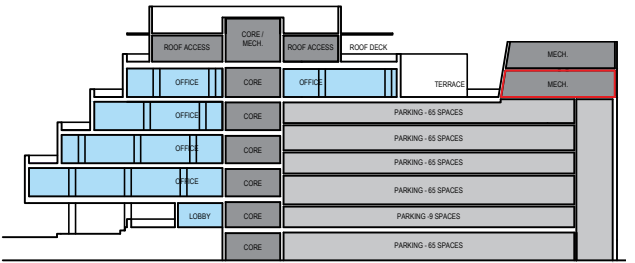 CORE /
MECH.
ROOF ACCESS
ROOF ACCESS
ROOF DECK
MECH.
OFFICE
CORE
OFFICE
TERRACE
MECH.
OFFICE
CORE
PARKING - 65 SPACES
PARKING - 65 SPACES
OFFICE
CORE
PARKING - 65 SPACES
OFFICE
CORE
PARKING - 65 SPACES
LOBBY
CORE
PARKING -9 SPACES
CORE
PARKING - 65 SPACES